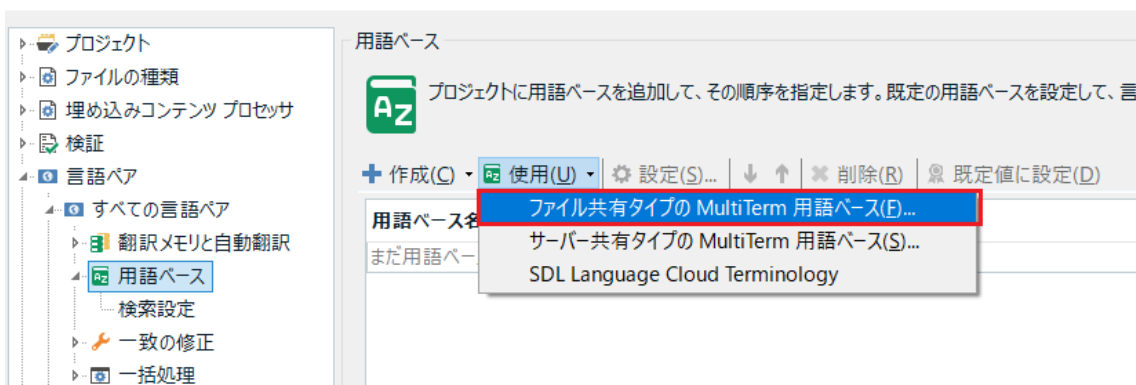 プロジェクト
ファイルの種類
埋め込みコンテンツ プロセッサ
検証
言語ペア
すべての言語ペア
翻訳メモリと自動翻訳
用語ベース
検索設定
一致の修正
一括処理
用語ベース
プロジェクトに用語ベースを追加して、その順序を指定します。既定の用語ベースを設定して、言
作成(C) 使用(U) 設定(S)... 削除(R) 既定値に設定(D)
用語ベース名
まだ用語ベー
ファイル共有タイプの MultiTerm 用語ベース(F)...
サーバー共有タイプの MultiTerm 用語ベース(S)...
SDL Language Cloud Terminology